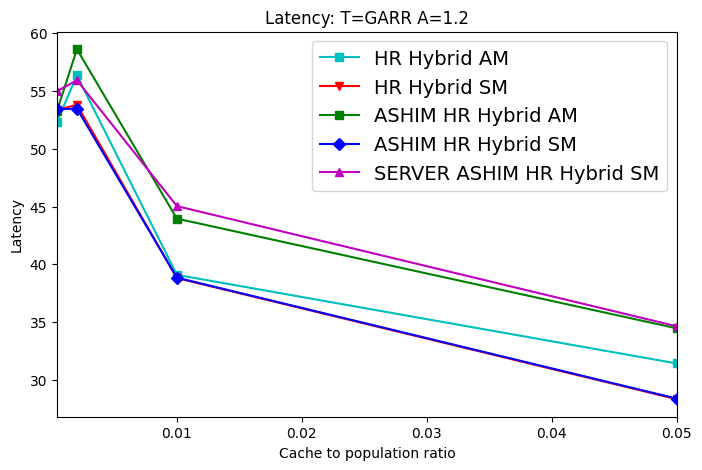 Latency: T=GARR A=1.2
HR Hybrid AM
HR Hybrid SM
ASHIM HR Hybrid AM
ASHIM HR Hybrid SM
SERVER ASHIM HR Hybrid SM
Latency
60
55
50
45
40
35
30
0.01 0.02 0.03 0.04 0.05
Cache to population ratio